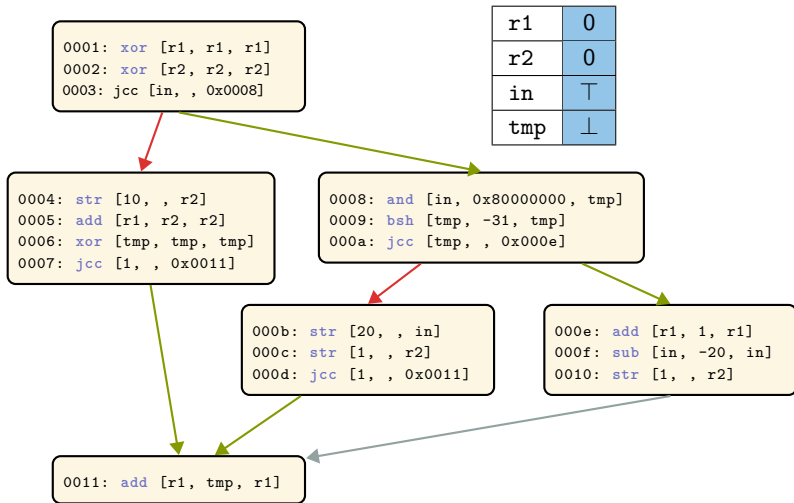 0001: xor [r1, r1, r1]
0002: xor [r2, r2, r2]
0003: jcc [in, , 0x0008]
r1 0
r2 0
in ⊤
tmp ⊥
0004: str [10, , r2]
0005: add [r1, r2, r2]
0006: xor [tmp, tmp, tmp]
0007: jcc [1, , 0x0011]
0008: and [in, 0x80000000, tmp]
0009: bsh [tmp, -31, tmp]
000a: jcc [tmp, , 0x000e]
000b: str [20, , in]
000c: str [1, , r2]
000d: jcc [1, , 0x0011]
000e: add [r1, 1, r1]
000f: sub [in, -20, in]
0010: str [1, , r2]
0011: add [r1, tmp, r1]